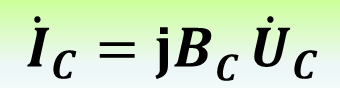 İ_C = jB_C U̇_C